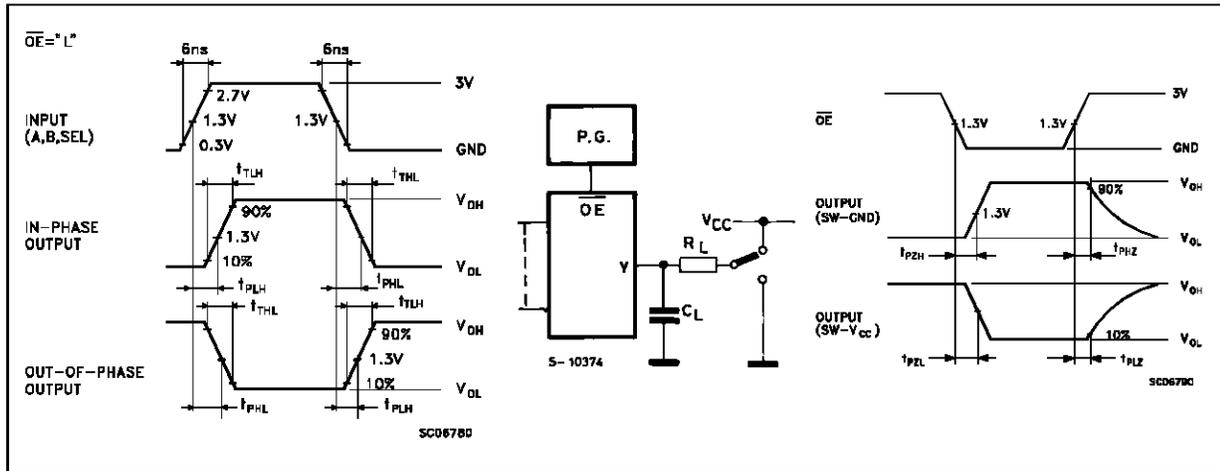 OE="L"
6ns
6ns
3V
2.7V
INPUT
(A,B,SEL)
1.3V
1.3V
0.3V
GND
tTLH
tTHL
VOH
90%
IN-PHASE
OUTPUT
1.3V
10%
VOL
tPLH
tPHL
tTHL
tTLH
VOH
90%
OUT-OF-PHASE
OUTPUT
1.3V
10%
VOL
tPHL
tPLH
SC06780
P.G.
OE
VCC
RL
Y
CL
S-10374
3V
OE
1.3V
1.3V
GND
VOH
90%
OUTPUT
(SW-GND)
1.3V
VOL
tPZH
tPHZ
VOH
OUTPUT
(SW-VCC)
10%
VOL
tPZL
tPLZ
SC06790